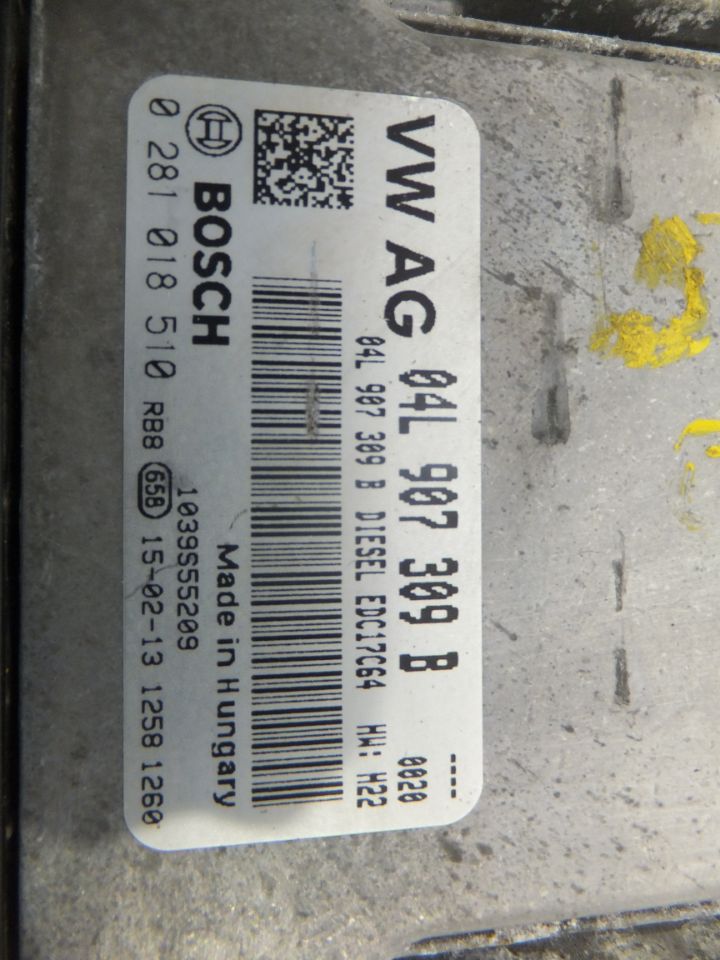 VW AG 04L 907 309 B ----
04L 907 309 B DIESEL EDC17C64 HW: H22 0020
BOSCH Made in Hungary
1039S55209
0 281 018 510 RB8 658 15-02-13 1258 1260